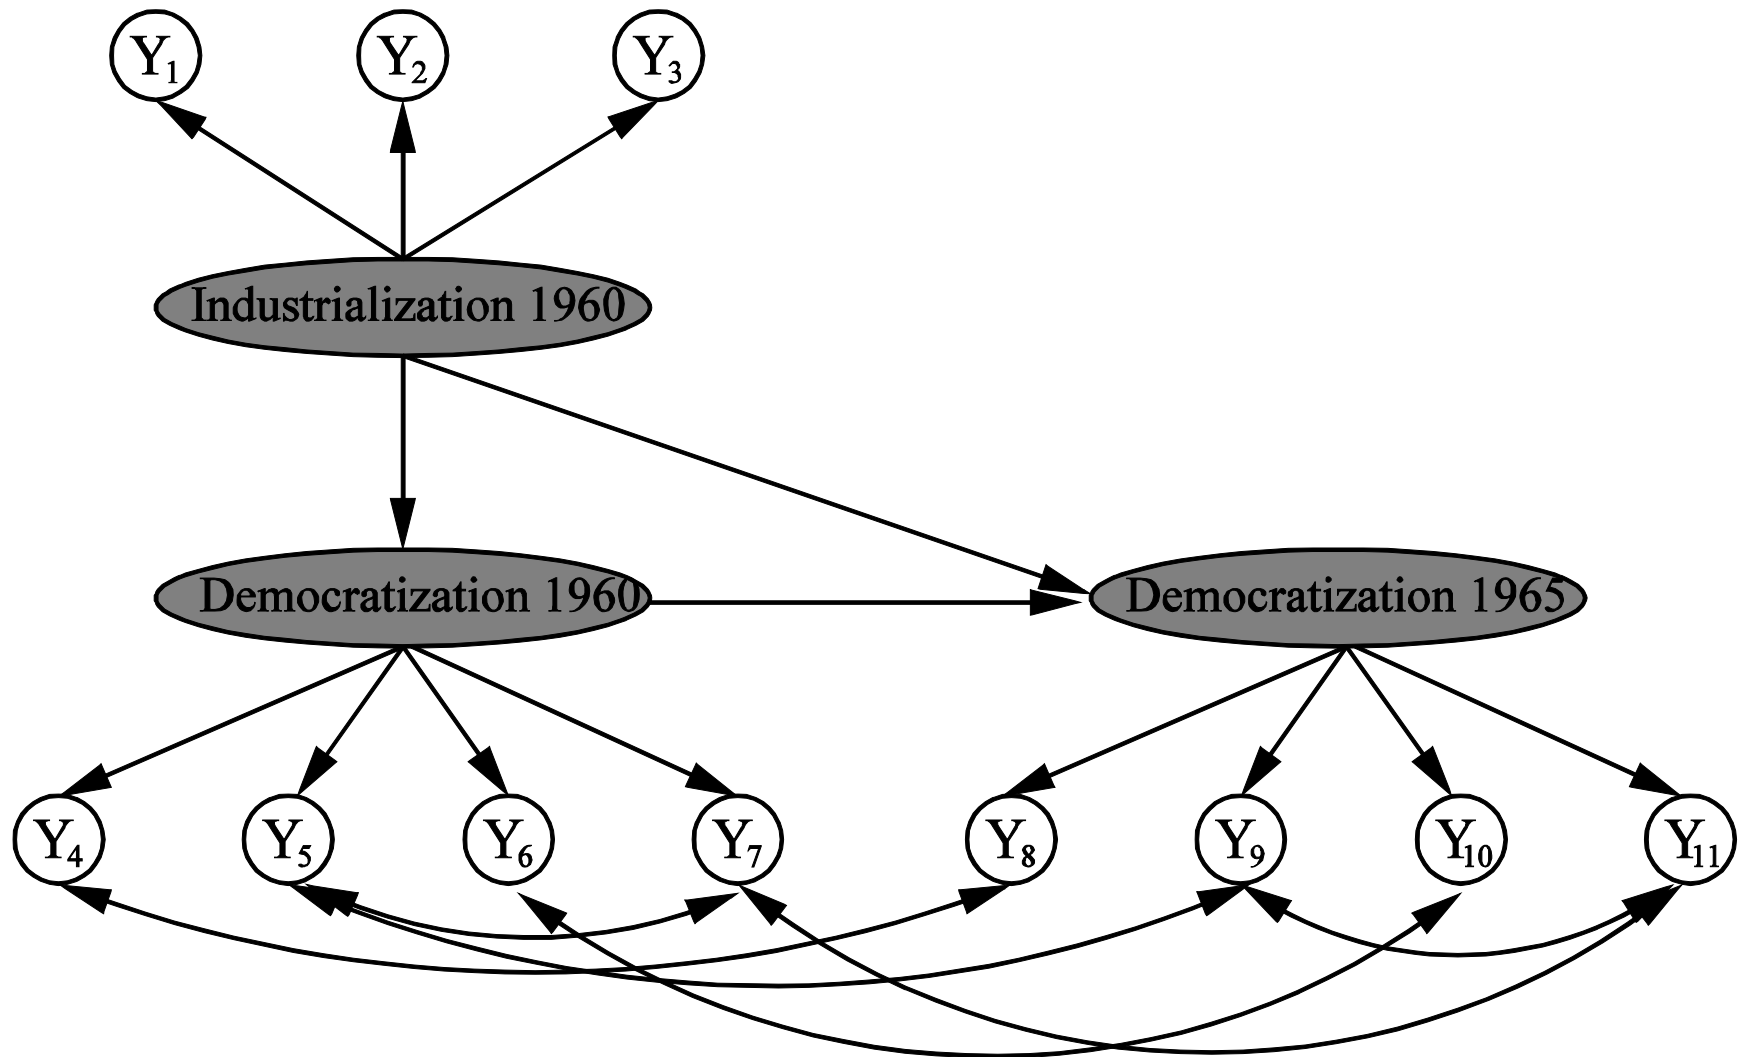 Y1 Y2 Y3
Industrialization 1960
Democratization 1960 Democratization 1965
Y4 Y5 Y6 Y7 Y8 Y9 Y10 Y11